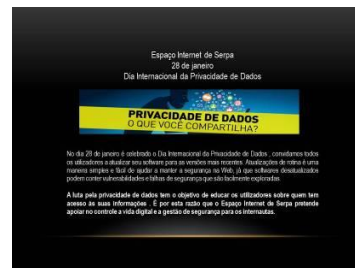 Espaço Internet de Serpa
28 de janeiro
Dia Internacional da Privacidade de Dados
PRIVACIDADE DE DADOS
O QUE VOCÊ COMPARTILHA?
No dia 28 de janeiro é celebrado o Dia Internacional da Privacidade de Dados , convidamos todos
os utilizadores a atualizar seu software para as versões mais recentes. Atualizações de rotina é uma
maneira simples e fácil de ajudar a manter a segurança na Web, já que softwares desatualizados
podem conter vulnerabilidades e falhas de segurança que são facilmente exploradas.
A luta pela privacidade de dados tem o objetivo de educar os utilizadores sobre quem tem
acesso às suas informações . É por esta razão que o Espaço Internet de Serpa pretende
apoiar no controle a vida digital e a gestão de segurança para os internautas.